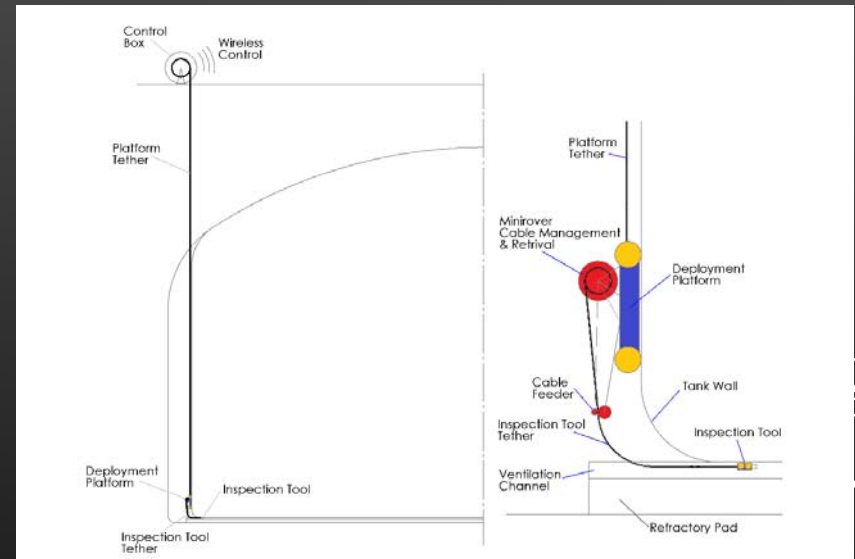 Control
Box
Wireless
Control
Platform
Tether
Deployment
Platform
Inspection Tool
Inspection Tool
Tether
Platform
Tether
Minirover
Cable Management
& Retrival
Deployment
Platform
Cable
Feeder
Tank Wall
Inspection Tool
Tether
Inspection Tool
Ventilation
Channel
Refractory Pad